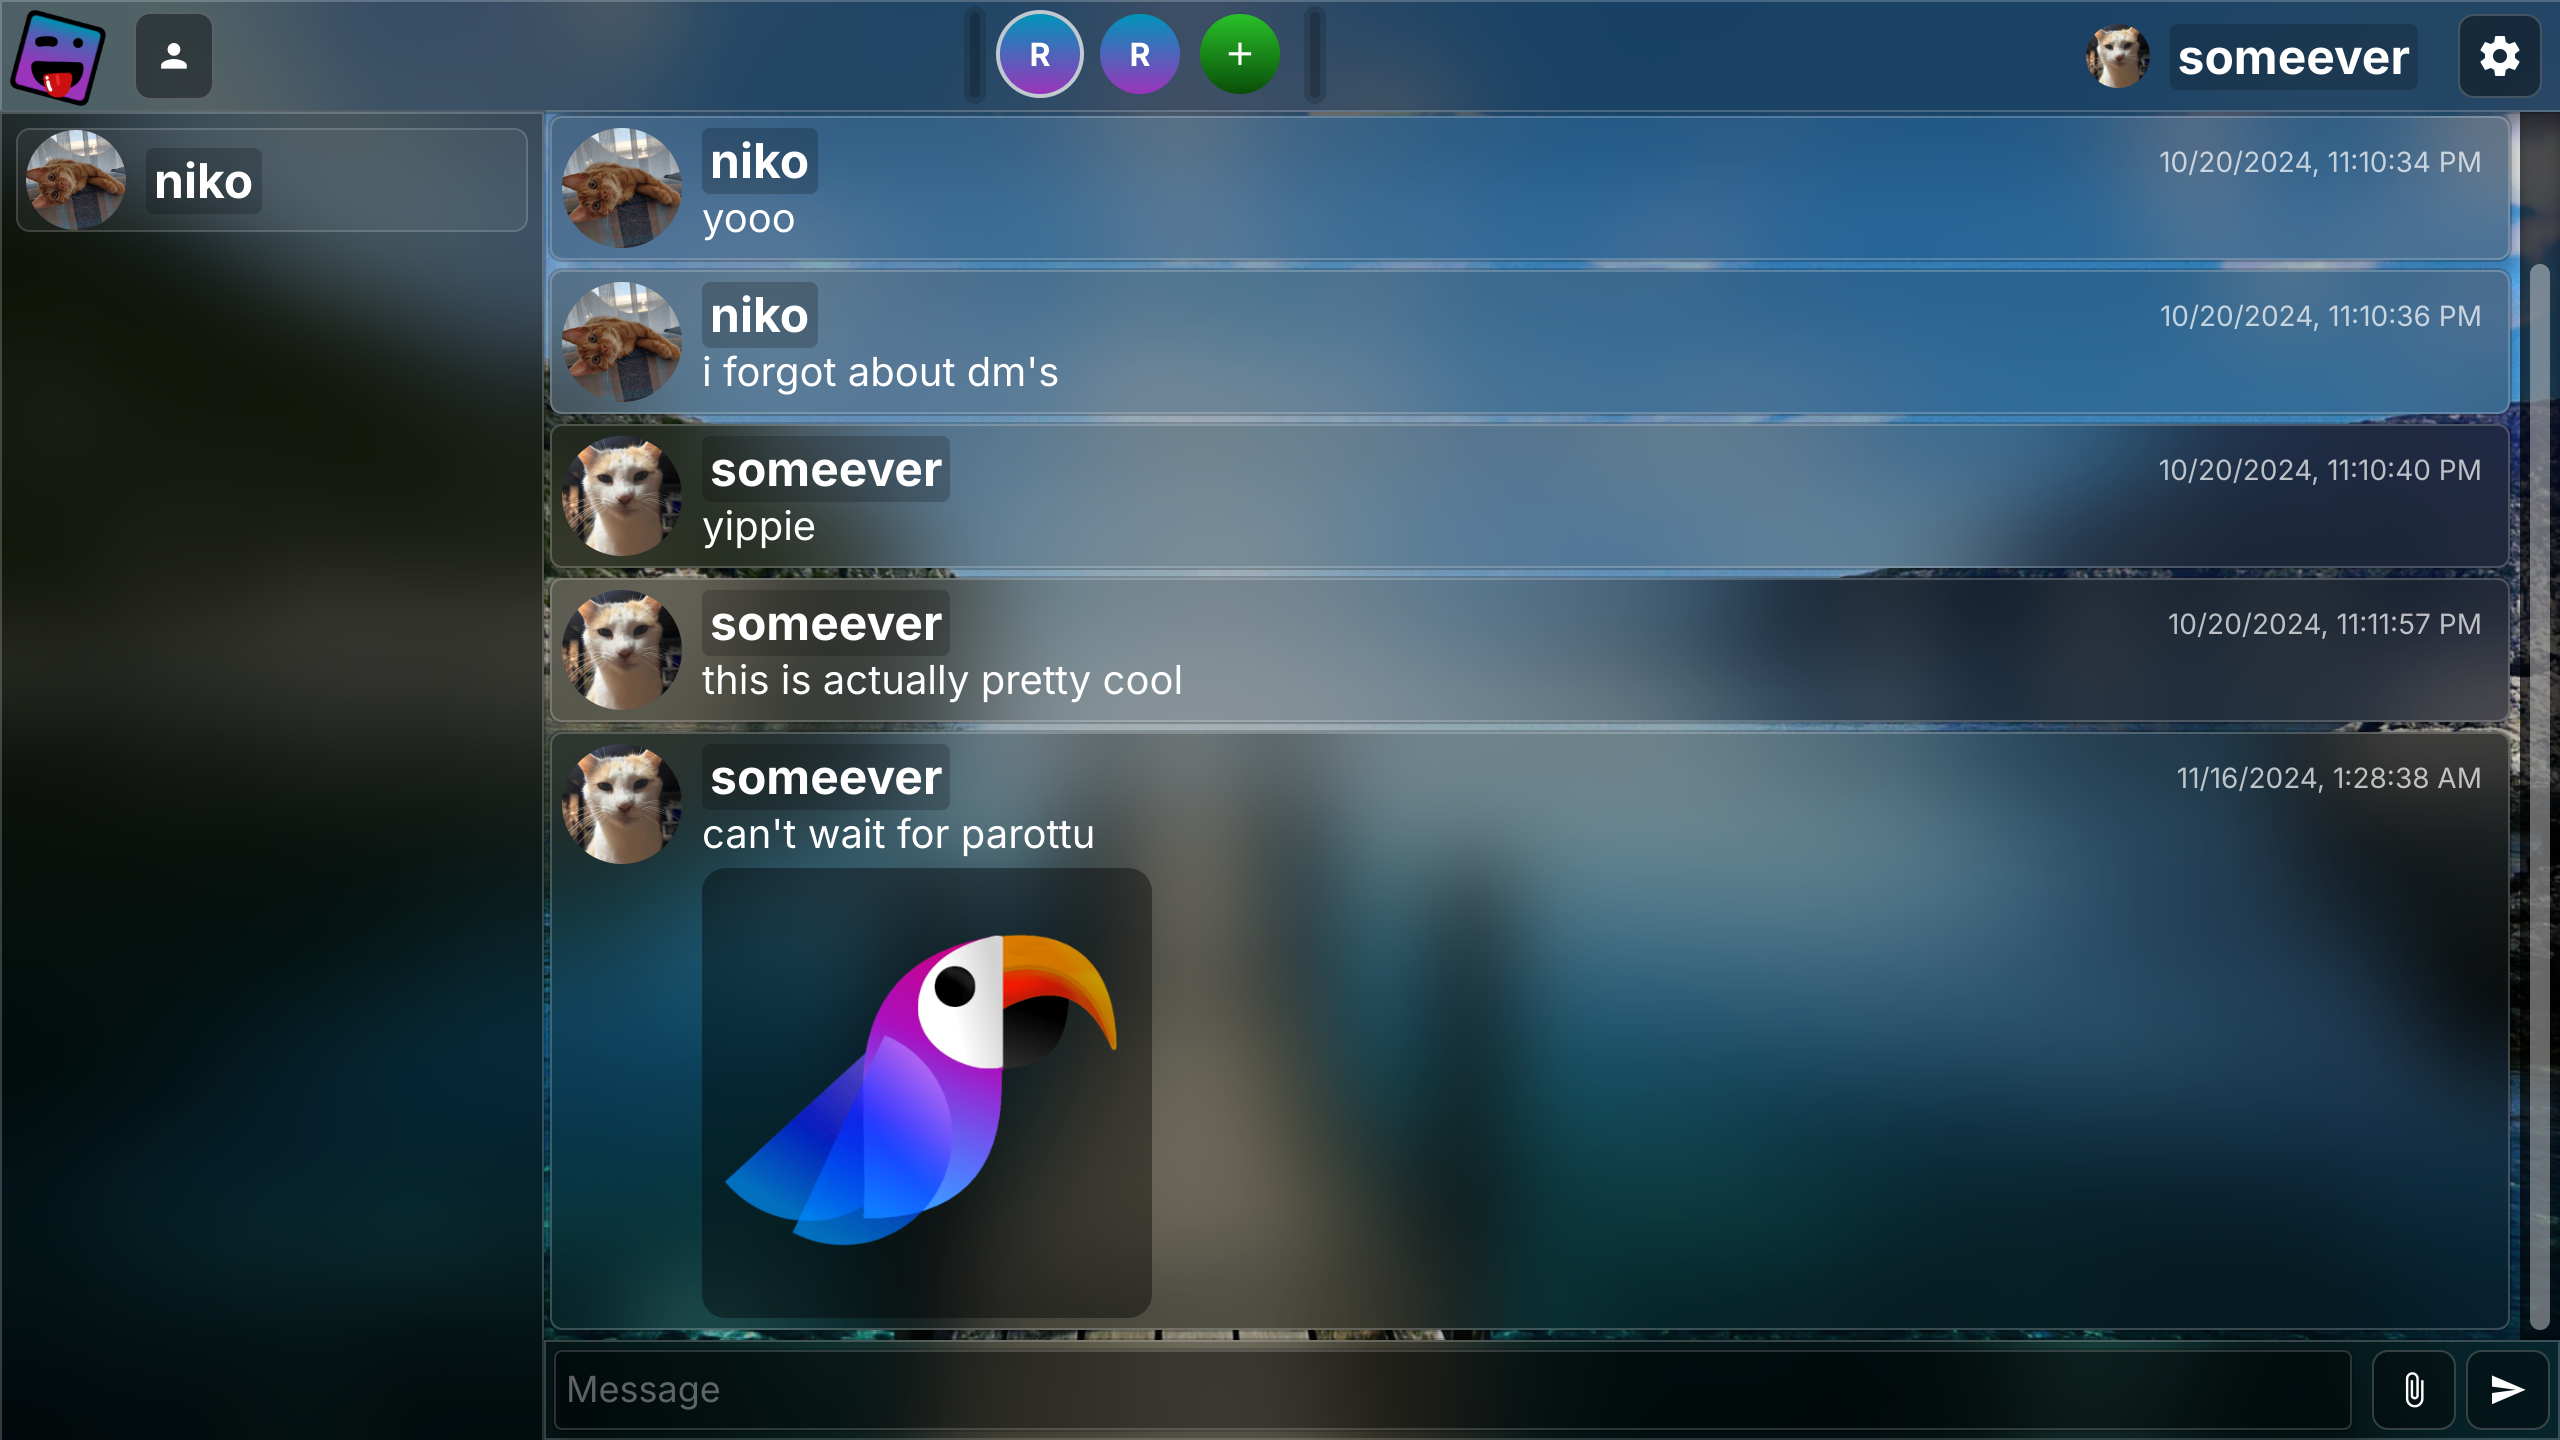 R
R
+
someever
niko
niko
10/20/2024, 11:10:34 PM
yooo
niko
10/20/2024, 11:10:36 PM
i forgot about dm's
someever
10/20/2024, 11:10:40 PM
yippie
someever
10/20/2024, 11:11:57 PM
this is actually pretty cool
someever
11/16/2024, 1:28:38 AM
can't wait for parottu
Message